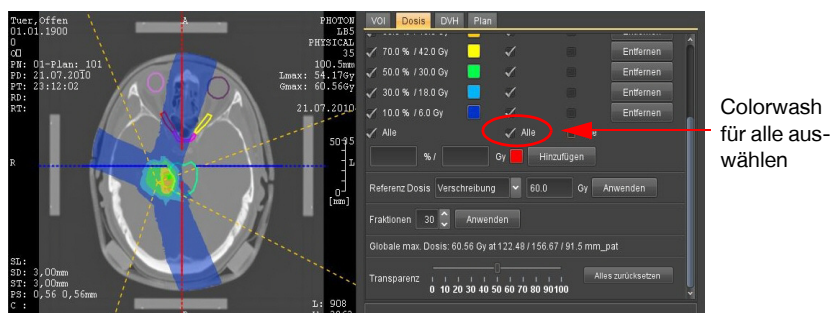 Tuer,Offen
01.01.1900
0
PN: 01-Plan: 101
PD: 21.07.2010
PT: 23:12:02
RD:
RT:
A
PHOTON
LB5
PHYSICAL
35
100.5mm
Lmax: 54.17Gy
Gmax: 60.56Gy
21.07.2010
R
L
[mm]
SL:
SD: 3,00mm
ST: 3,00mm
PS: 0,56 0,56mm
C :
L: 908
VOI Dosis DVH Plan
Entfernen
70.0 % / 42.0 Gy Entfernen
50.0 % / 30.0 Gy Entfernen
30.0 % / 18.0 Gy Entfernen
10.0 % / 6.0 Gy Entfernen
Alle Alle
% / Gy Hinzufügen
Referenz Dosis Verschreibung 60.0 Gy Anwenden
Fraktionen 30 Anwenden
Globale max. Dosis: 60.56 Gy at 122.48 / 156.67 / 91.5 mm_pat
Transparenz Alles zurücksetzen
0 10 20 30 40 50 60 70 80 90100
Colorwash
für alle aus-
wählen